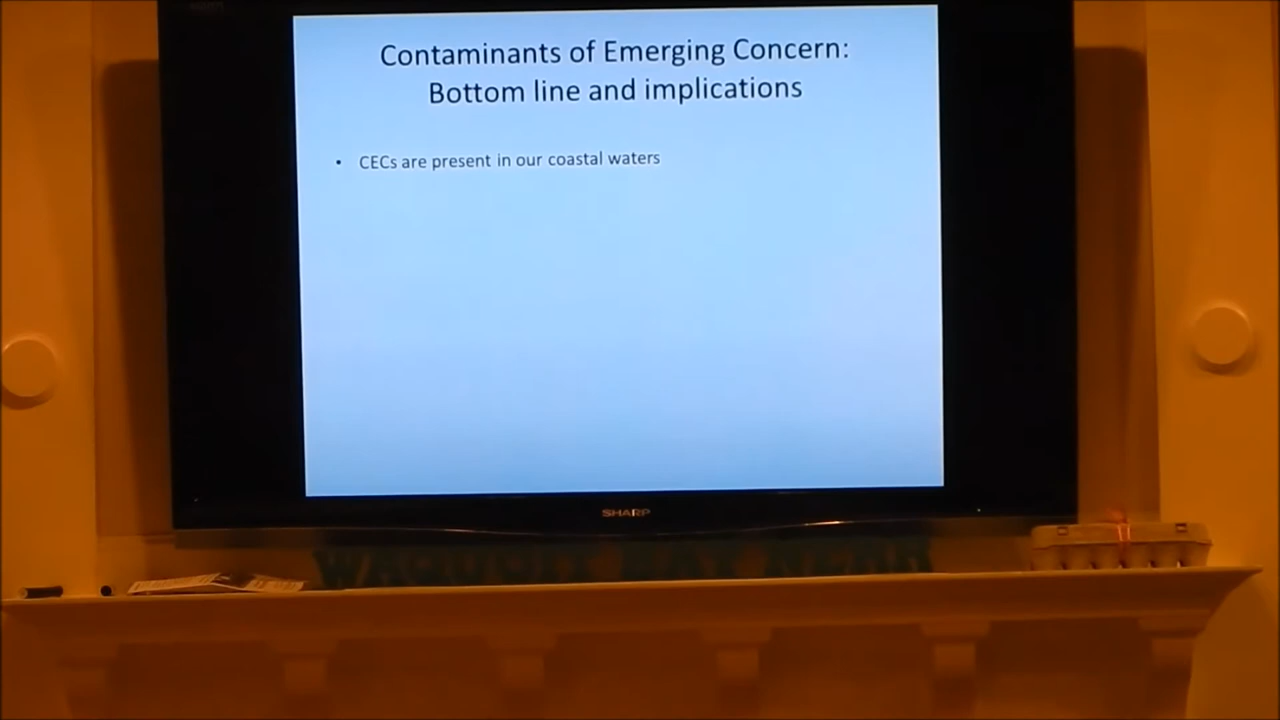 Contaminants of Emerging Concern:
Bottom line and implications
• CECs are present in our coastal waters
SHARP